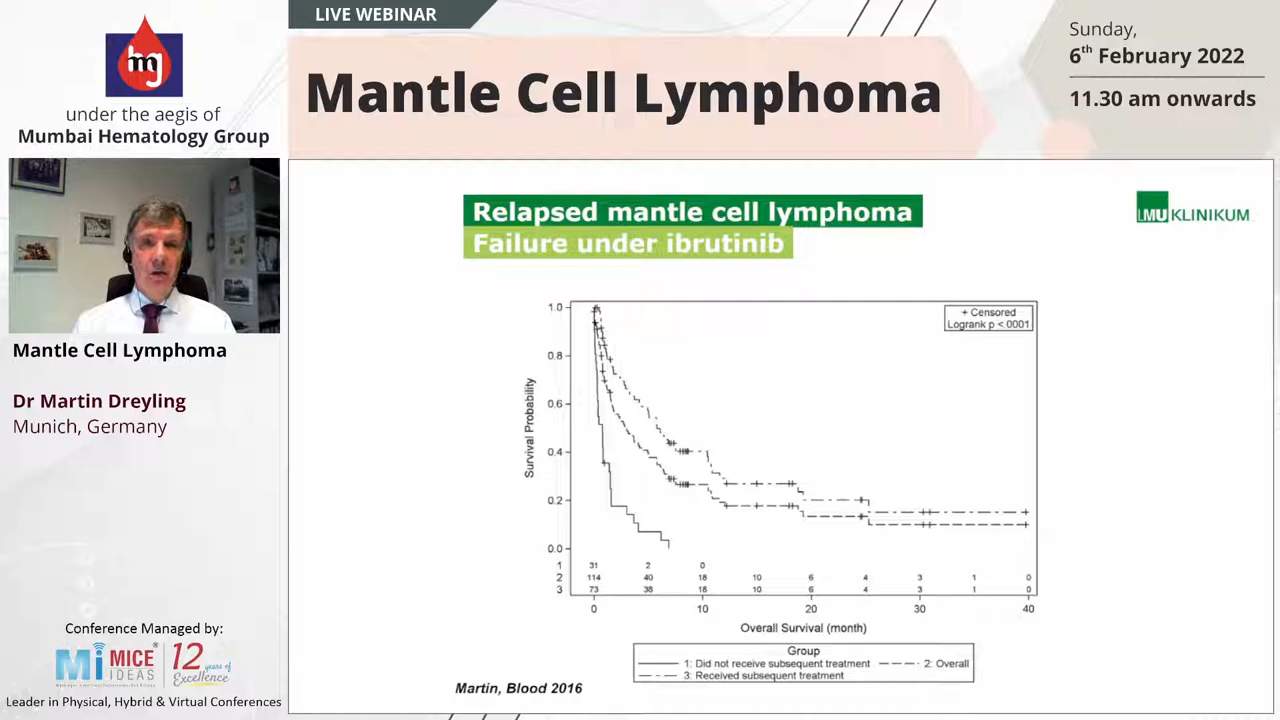 LIVE WEBINAR
mg
under the aegis of
Mumbai Hematology Group
Mantle Cell Lymphoma
Sunday,
6th February 2022
11.30 am onwards
Mantle Cell Lymphoma
Dr Martin Dreyling
Munich, Germany
Conference Managed by:
Mi MICE IDEAS
12 years of Excellence
Leader in Physical, Hybrid & Virtual Conferences
Relapsed mantle cell lymphoma
Failure under ibrutinib
LMU KLINIKUM
+ Censored
Logrank p <.0001
Survival Probability
1.0
0.8
0.6
0.4
0.2
0.0
1 31 2 0
2 114 40 18 10 6 4 3 1 0
3 73 38 18 10 6 4 3 1 0
0 10 20 30 40
Overall Survival (month)
Group
1: Did not receive subsequent treatment 2: Overall
3: Received subsequent treatment
Martin, Blood 2016